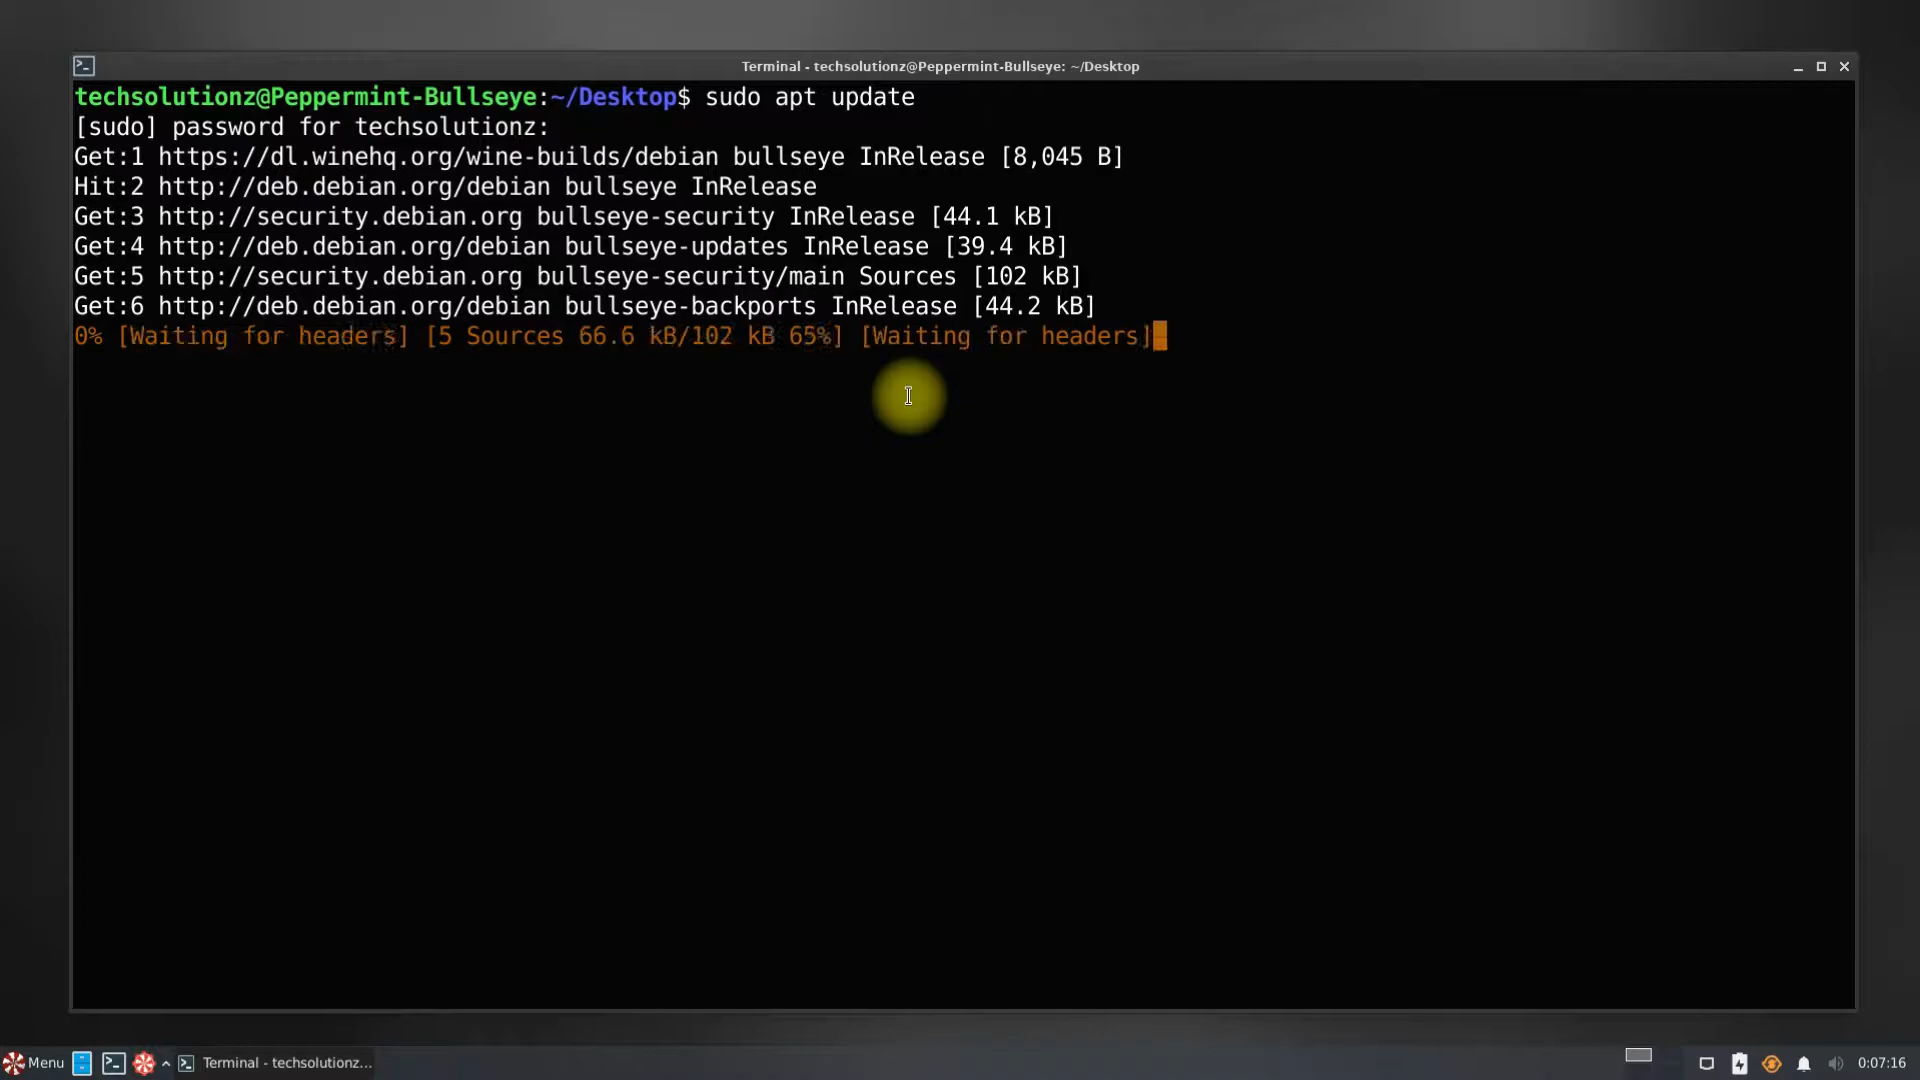 Terminal - techsolutionz@Peppermint-Bullseye: ~/Desktop
techsolutionz@Peppermint-Bullseye:~/Desktop$ sudo apt update
[sudo] password for techsolutionz:
Get:1 https://dl.winehq.org/wine-builds/debian bullseye InRelease [8,045 B]
Hit:2 http://deb.debian.org/debian bullseye InRelease
Get:3 http://security.debian.org bullseye-security InRelease [44.1 kB]
Get:4 http://deb.debian.org/debian bullseye-updates InRelease [39.4 kB]
Get:5 http://security.debian.org bullseye-security/main Sources [102 kB]
Get:6 http://deb.debian.org/debian bullseye-backports InRelease [44.2 kB]
0% [Waiting for headers] [5 Sources 66.6 kB/102 kB 65%] [Waiting for headers]
Menu Terminal - techsolutionz... 0:07:16